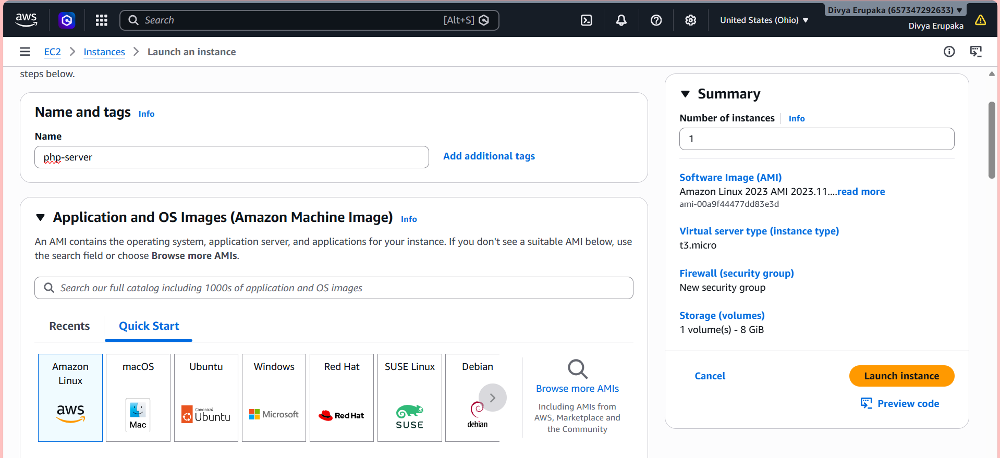 aws
Search
[Alt+S]
United States (Ohio)
Divya Erupaka (657347292633)
Divya Erupaka
EC2
Instances
Launch an instance
steps below.
Name and tags Info
Name
php-server
Add additional tags
Application and OS Images (Amazon Machine Image) Info
An AMI contains the operating system, application server, and applications for your instance. If you don't see a suitable AMI below, use
the search field or choose Browse more AMIs.
Search our full catalog including 1000s of application and OS images
Recents
Quick Start
Amazon
Linux
aws
macOS
Mac
Ubuntu
Canonical
Ubuntu
Windows
Microsoft
Red Hat
Red Hat
SUSE Linux
SUSE
Debian
debian
Browse more AMIs
Including AMIs from
AWS, Marketplace and
the Community
Summary
Number of instances Info
1
Software Image (AMI)
Amazon Linux 2023 AMI 2023.11....read more
ami-00a9f44477dd83e3d
Virtual server type (instance type)
t3.micro
Firewall (security group)
New security group
Storage (volumes)
1 volume(s) - 8 GiB
Cancel
Launch instance
Preview code